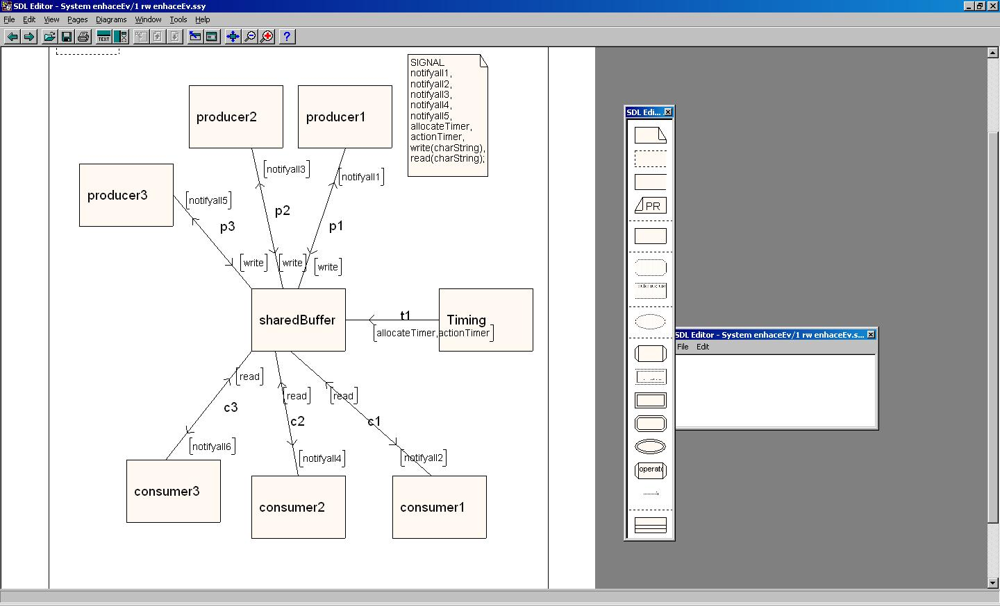 SDL Editor - System enhaceEv/1 rw enhaceEv.ssy
File Edit View Pages Diagrams Window Tools Help
TEXT
?
SIGNAL
notifyall1,
notifyall2,
notifyall3,
notifyall4,
notifyall5,
allocateTimer,
actionTimer,
write(charString),
read(charString);
producer2
producer1
producer3
[notifyall3]
[notifyall1]
[notifyall5]
p2
p3
p1
[write]
[write]
[write]
sharedBuffer
t1
Timing
[allocateTimer,actionTimer]
[read]
[read]
[read]
c3
c2
c1
[notifyall6]
[notifyall4]
[notifyall2]
consumer3
consumer2
consumer1
SDL Edi...
PR
operato
SDL Editor - System enhaceEv/1 rw enhaceEv.s...
File Edit